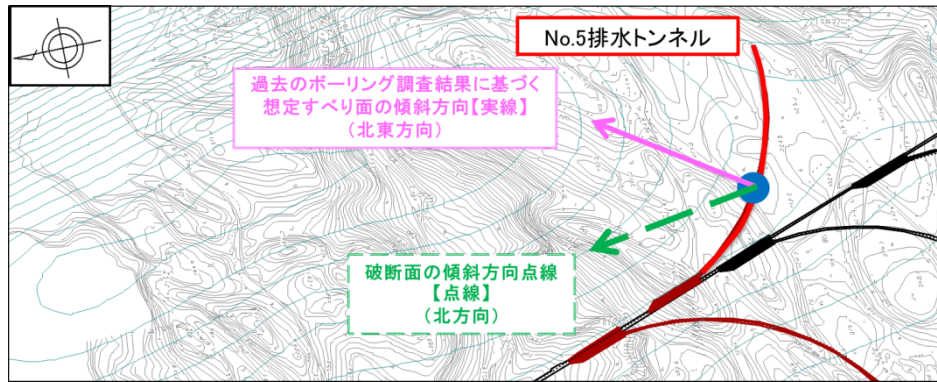 No.5排水トンネル
過去のボーリング調査結果に基づく
想定すべり面の傾斜方向【実線】
（北東方向）
破断面の傾斜方向点線
【点線】
（北方向）